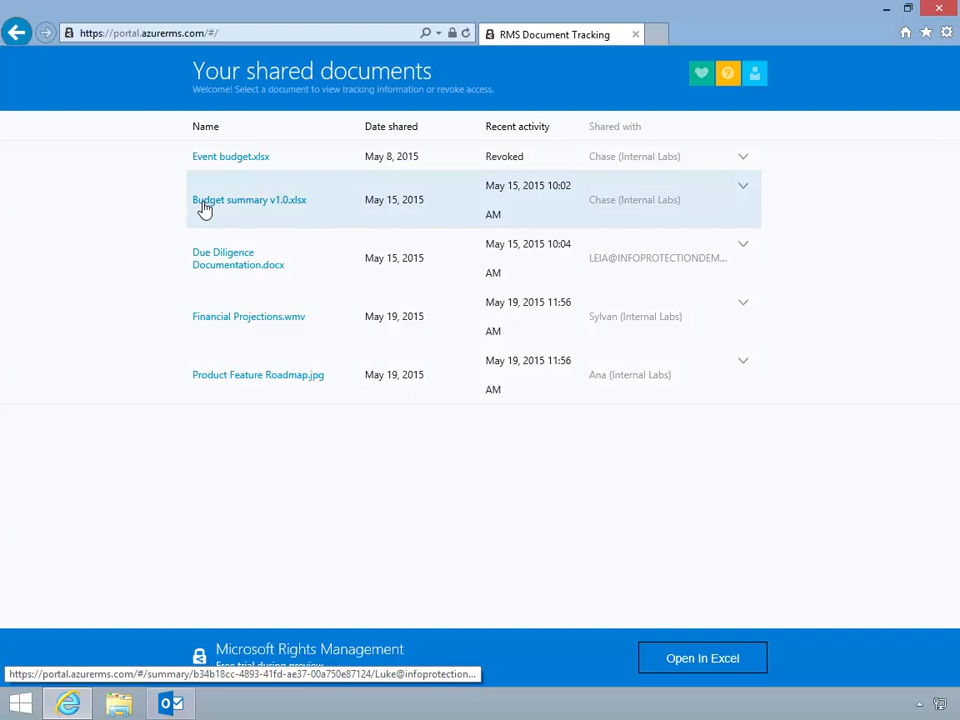 https://portal.azurerms.com/#/
RMS Document Tracking
Your shared documents
Welcome! Select a document to view tracking information or revoke access.
Name Date shared Recent activity Shared with
Event budget.xlsx May 8, 2015 Revoked Chase (Internal Labs)
Budget summary v1.0.xlsx May 15, 2015 May 15, 2015 10:02 AM Chase (Internal Labs)
Due Diligence Documentation.docx May 15, 2015 May 15, 2015 10:04 AM LEIA@INFOPROTECTIONDEM...
Financial Projections.wmv May 19, 2015 May 19, 2015 11:56 AM Sylvan (Internal Labs)
Product Feature Roadmap.jpg May 19, 2015 May 19, 2015 11:56 AM Ana (Internal Labs)
Microsoft Rights Management
Free trial during preview
Open In Excel
https://portal.azurerms.com/#/summary/b34b18cc-4893-41fd-ae37-00a750e87124/Luke@infoprotection...